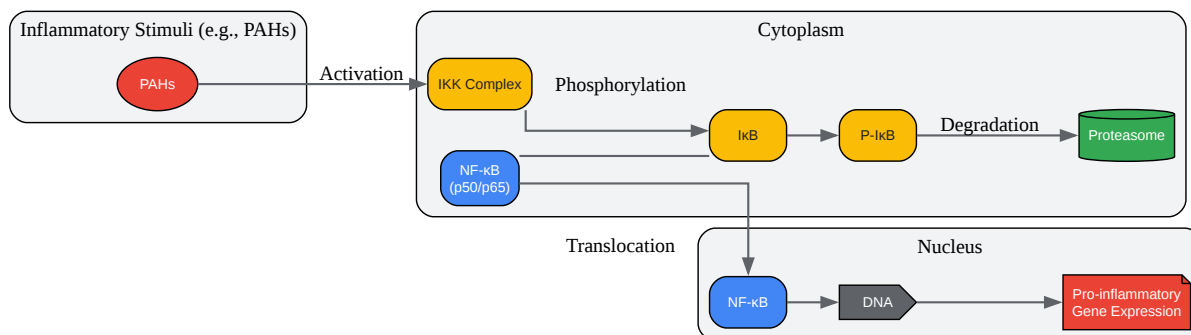 Inflammatory Stimuli (e.g., PAHs)
PAHs
Activation
Cytoplasm
IKK Complex
Phosphorylation
IκB
P-IκB
Degradation
Proteasome
NF-κB
(p50/p65)
Translocation
Nucleus
NF-κB
DNA
Pro-inflammatory
Gene Expression